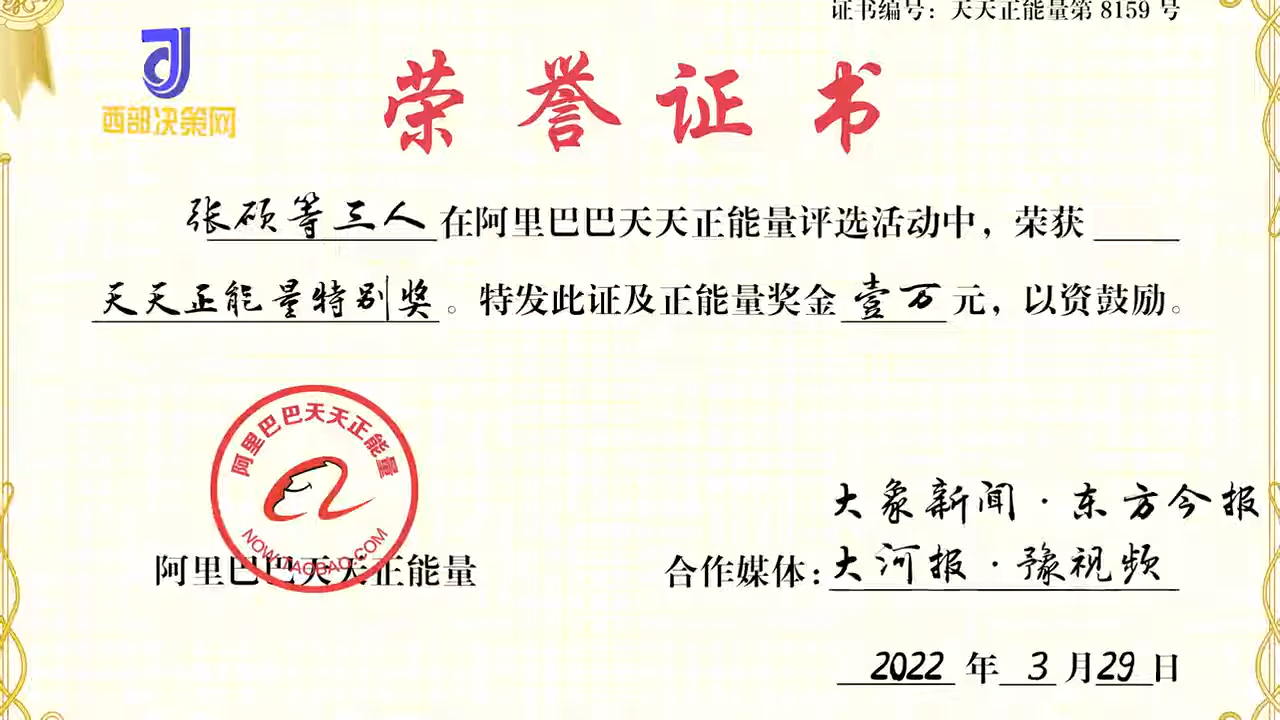 证书编号：天天正能量第 8159 号
西部决策网
荣誉证书
张硕等三人在阿里巴巴天天正能量评选活动中，荣获
天天正能量特别奖。特发此证及正能量奖金壹万元，以资鼓励。
阿里巴巴天天正能量
NOW.TAOBAO.COM
阿里巴巴天天正能量
大象新闻·东方今报
合作媒体：大河报·豫视频
2022 年 3 月 29 日